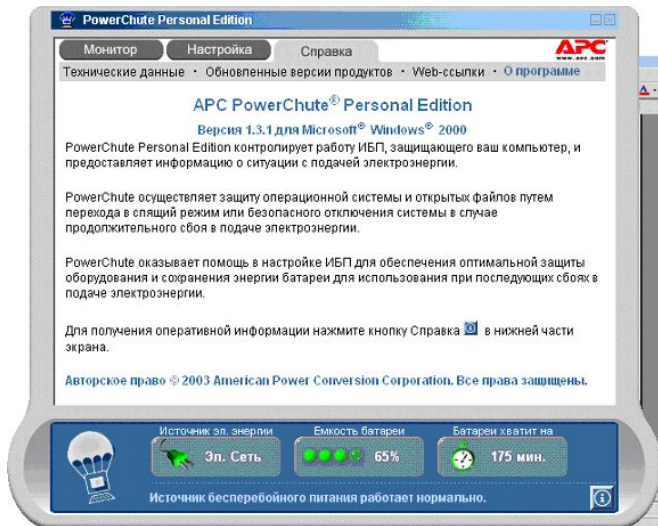 PowerChute Personal Edition
Монитор Настройка Справка
APC
www.apc.com
Технические данные · Обновленные версии продуктов · Web-ссылки · О программе
APC PowerChute® Personal Edition
Версия 1.3.1 для Microsoft® Windows® 2000
PowerChute Personal Edition контролирует работу ИБП, защищающего ваш компьютер, и
предоставляет информацию о ситуации с подачей электроэнергии.
PowerChute осуществляет защиту операционной системы и открытых файлов путем
перехода в спящий режим или безопасного отключения системы в случае
продолжительного сбоя в подаче электроэнергии.
PowerChute оказывает помощь в настройке ИБП для обеспечения оптимальной защиты
оборудования и сохранения энергии батареи для использования при последующих сбоях в
подаче электроэнергии.
Для получения оперативной информации нажмите кнопку Справка в нижней части
экрана.
Авторское право © 2003 American Power Conversion Corporation. Все права защищены.
Источник эл. энергии Емкость батареи Батареи хватит на
Эл. Сеть 65% 175 мин.
Источник бесперебойного питания работает нормально.